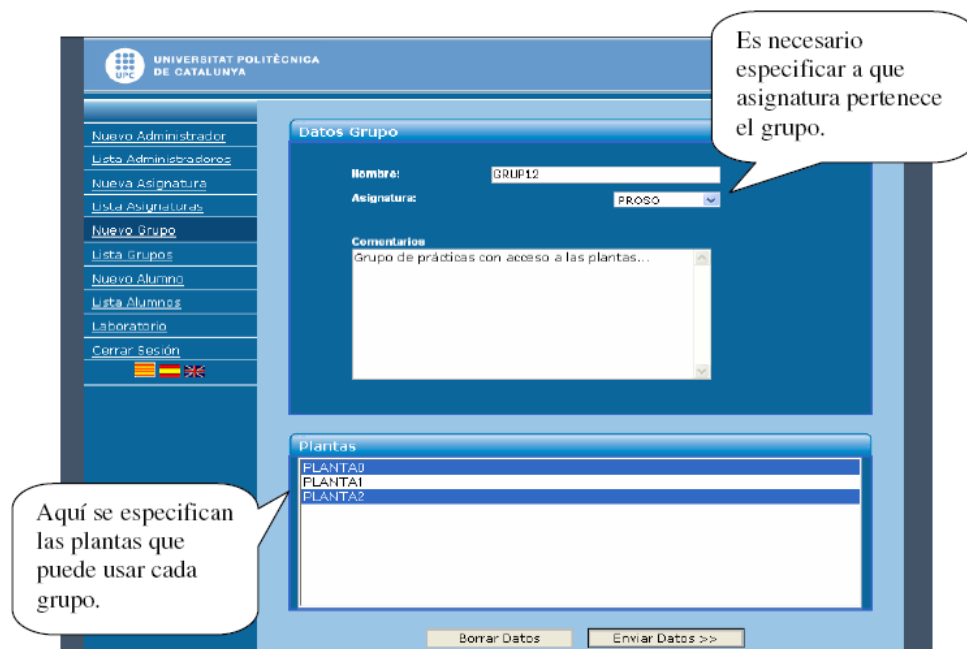 Es necesario
especificar a que
asignatura pertenece
el grupo.
UNIVERSITAT POLITÈCNICA
DE CATALUNYA
UPC
Nuevo Administrador
Lista Administradores
Nueva Asignatura
Lista Asignaturas
Nuevo Grupo
Lista Grupos
Nuevo Alumno
Lista Alumnos
Laboratorio
Cerrar Sesión
Datos Grupo
Nombre: GRUP12
Asignatura: PROSO
Comentarios
Grupo de prácticas con acceso a las plantas...
Plantas
PLANTA0
PLANTA1
PLANTA2
Aquí se especifican
las plantas que
puede usar cada
grupo.
Borrar Datos Enviar Datos >>